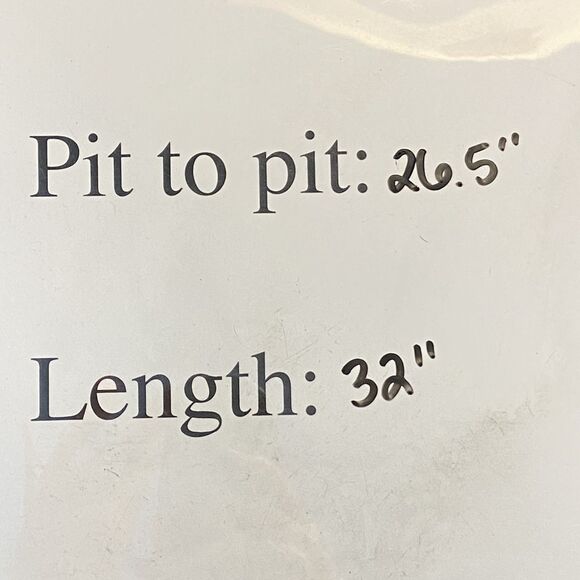 Pit to pit: 26.5"
Length: 32"